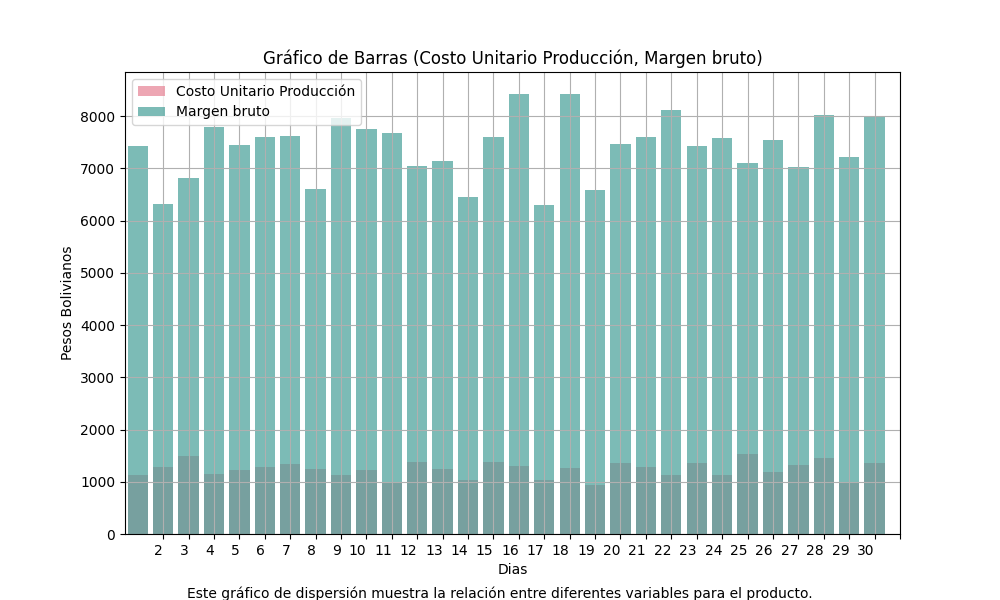 Gráfico de Barras (Costo Unitario Producción, Margen bruto)
Costo Unitario Producción
Margen bruto
8000
7000
6000
5000
4000
3000
2000
1000
0
Pesos Bolivianos
2 3 4 5 6 7 8 9 10 11 12 13 14 15 16 17 18 19 20 21 22 23 24 25 26 27 28 29 30
Dias
Este gráfico de dispersión muestra la relación entre diferentes variables para el producto.